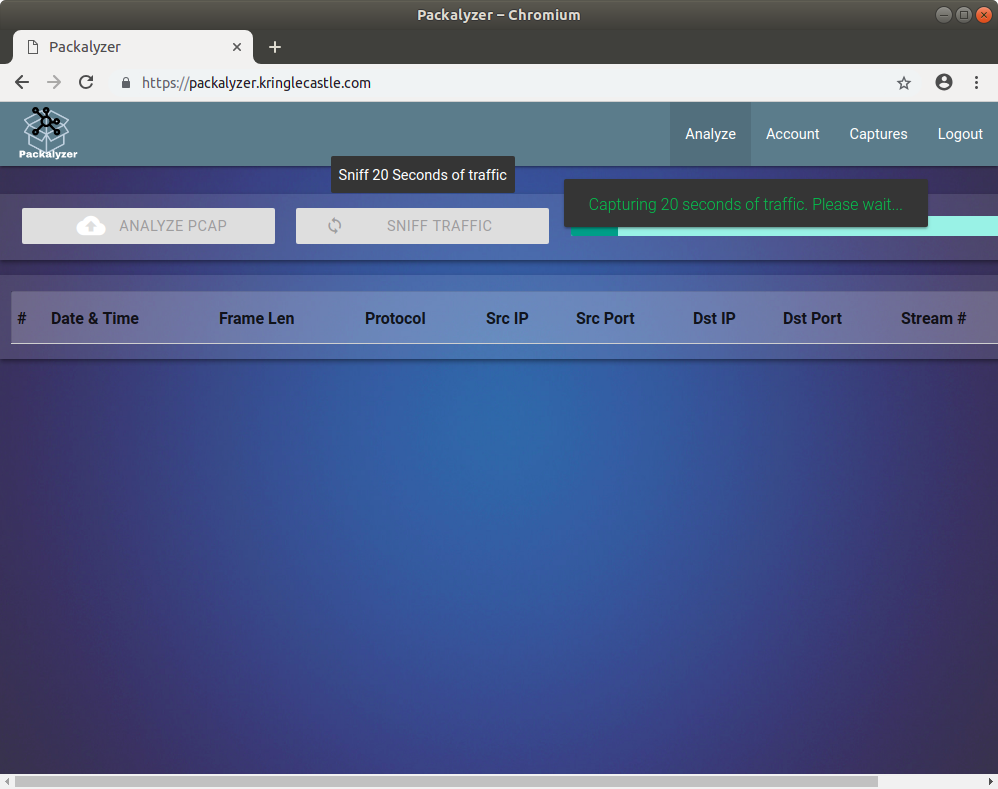 Packalyzer – Chromium
Packalyzer
https://packalyzer.kringlecastle.com
Packalyzer
Analyze
Account
Captures
Logout
Sniff 20 Seconds of traffic
Capturing 20 seconds of traffic. Please wait...
ANALYZE PCAP
SNIFF TRAFFIC
# Date & Time Frame Len Protocol Src IP Src Port Dst IP Dst Port Stream #